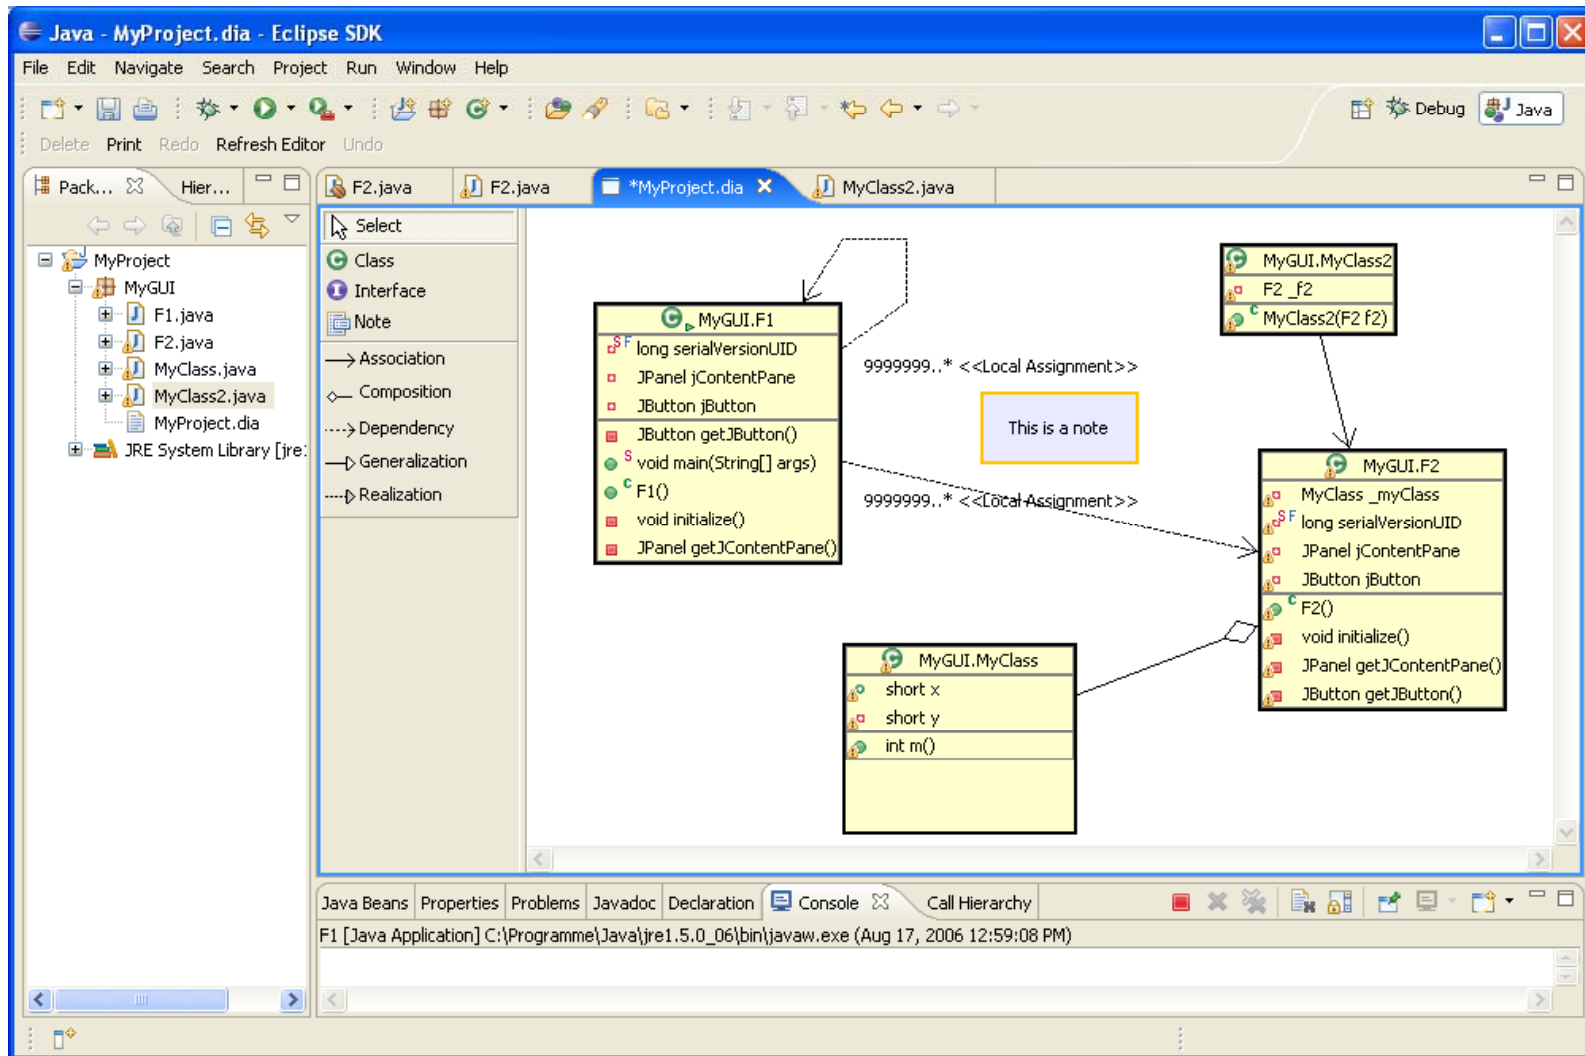 Java - MyProject.dia - Eclipse SDK
File Edit Navigate Search Project Run Window Help
Debug Java
Delete Print Redo Refresh Editor Undo
Pack... Hier...
F2.java F2.java *MyProject.dia MyClass2.java
MyProject
MyGUI
F1.java
F2.java
MyClass.java
MyClass2.java
MyProject.dia
JRE System Library [jre
Select
Class
Interface
Note
Association
Composition
Dependency
Generalization
Realization
MyGUI.F1
S F long serialVersionUID
JPanel jContentPane
JButton jButton
JButton getJButton()
S void main(String[] args)
C F1()
void initialize()
JPanel getJContentPane()
9999999..* <<Local Assignment>>
This is a note
9999999..* <<Local Assignment>>
MyGUI.MyClass2
F2 _f2
C MyClass2(F2 f2)
MyGUI.F2
MyClass _myClass
S F long serialVersionUID
JPanel jContentPane
JButton jButton
C F2()
void initialize()
JPanel getJContentPane()
JButton getJButton()
MyGUI.MyClass
short x
short y
int m()
Java Beans Properties Problems Javadoc Declaration Console Call Hierarchy
F1 [Java Application] C:\Programme\Java\jre1.5.0_06\bin\javaw.exe (Aug 17, 2006 12:59:08 PM)